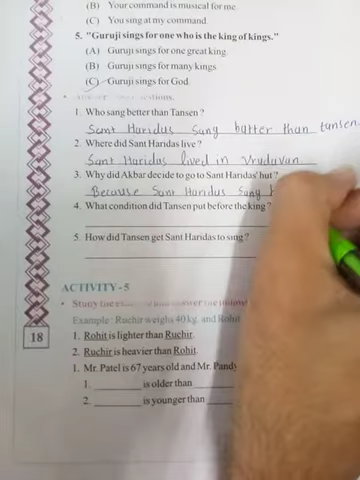 (B) Your command is musical for me.
(C) You sing at my command.
5. "Guruji sings for one who is the king of kings."
(A) Guruji sings for one great king.
(B) Guruji sings for many kings.
(C) Guruji sings for God.
1. Who sang better than Tansen ?
Sant Haridus Sang batter than tansen.
2. Where did Sant Haridas live ?
Sant Haridas lived in Vrudavan
3. Why did Akbar decide to go to Sant Haridas' hut ?
Because Sant Haridus Sang
4. What condition did Tansen put before the king ?
5. How did Tansen get Sant Haridas to sing ?
ACTIVITY - 5
Example : Ruchir weighs 40 kg. and Rohit
1. Rohit is lighter than Ruchir.
2. Ruchir is heavier than Rohit.
1. Mr. Patel is 67 years old and Mr. Pandy
1. ________ is older than ________
2. ________ is younger than ________
18